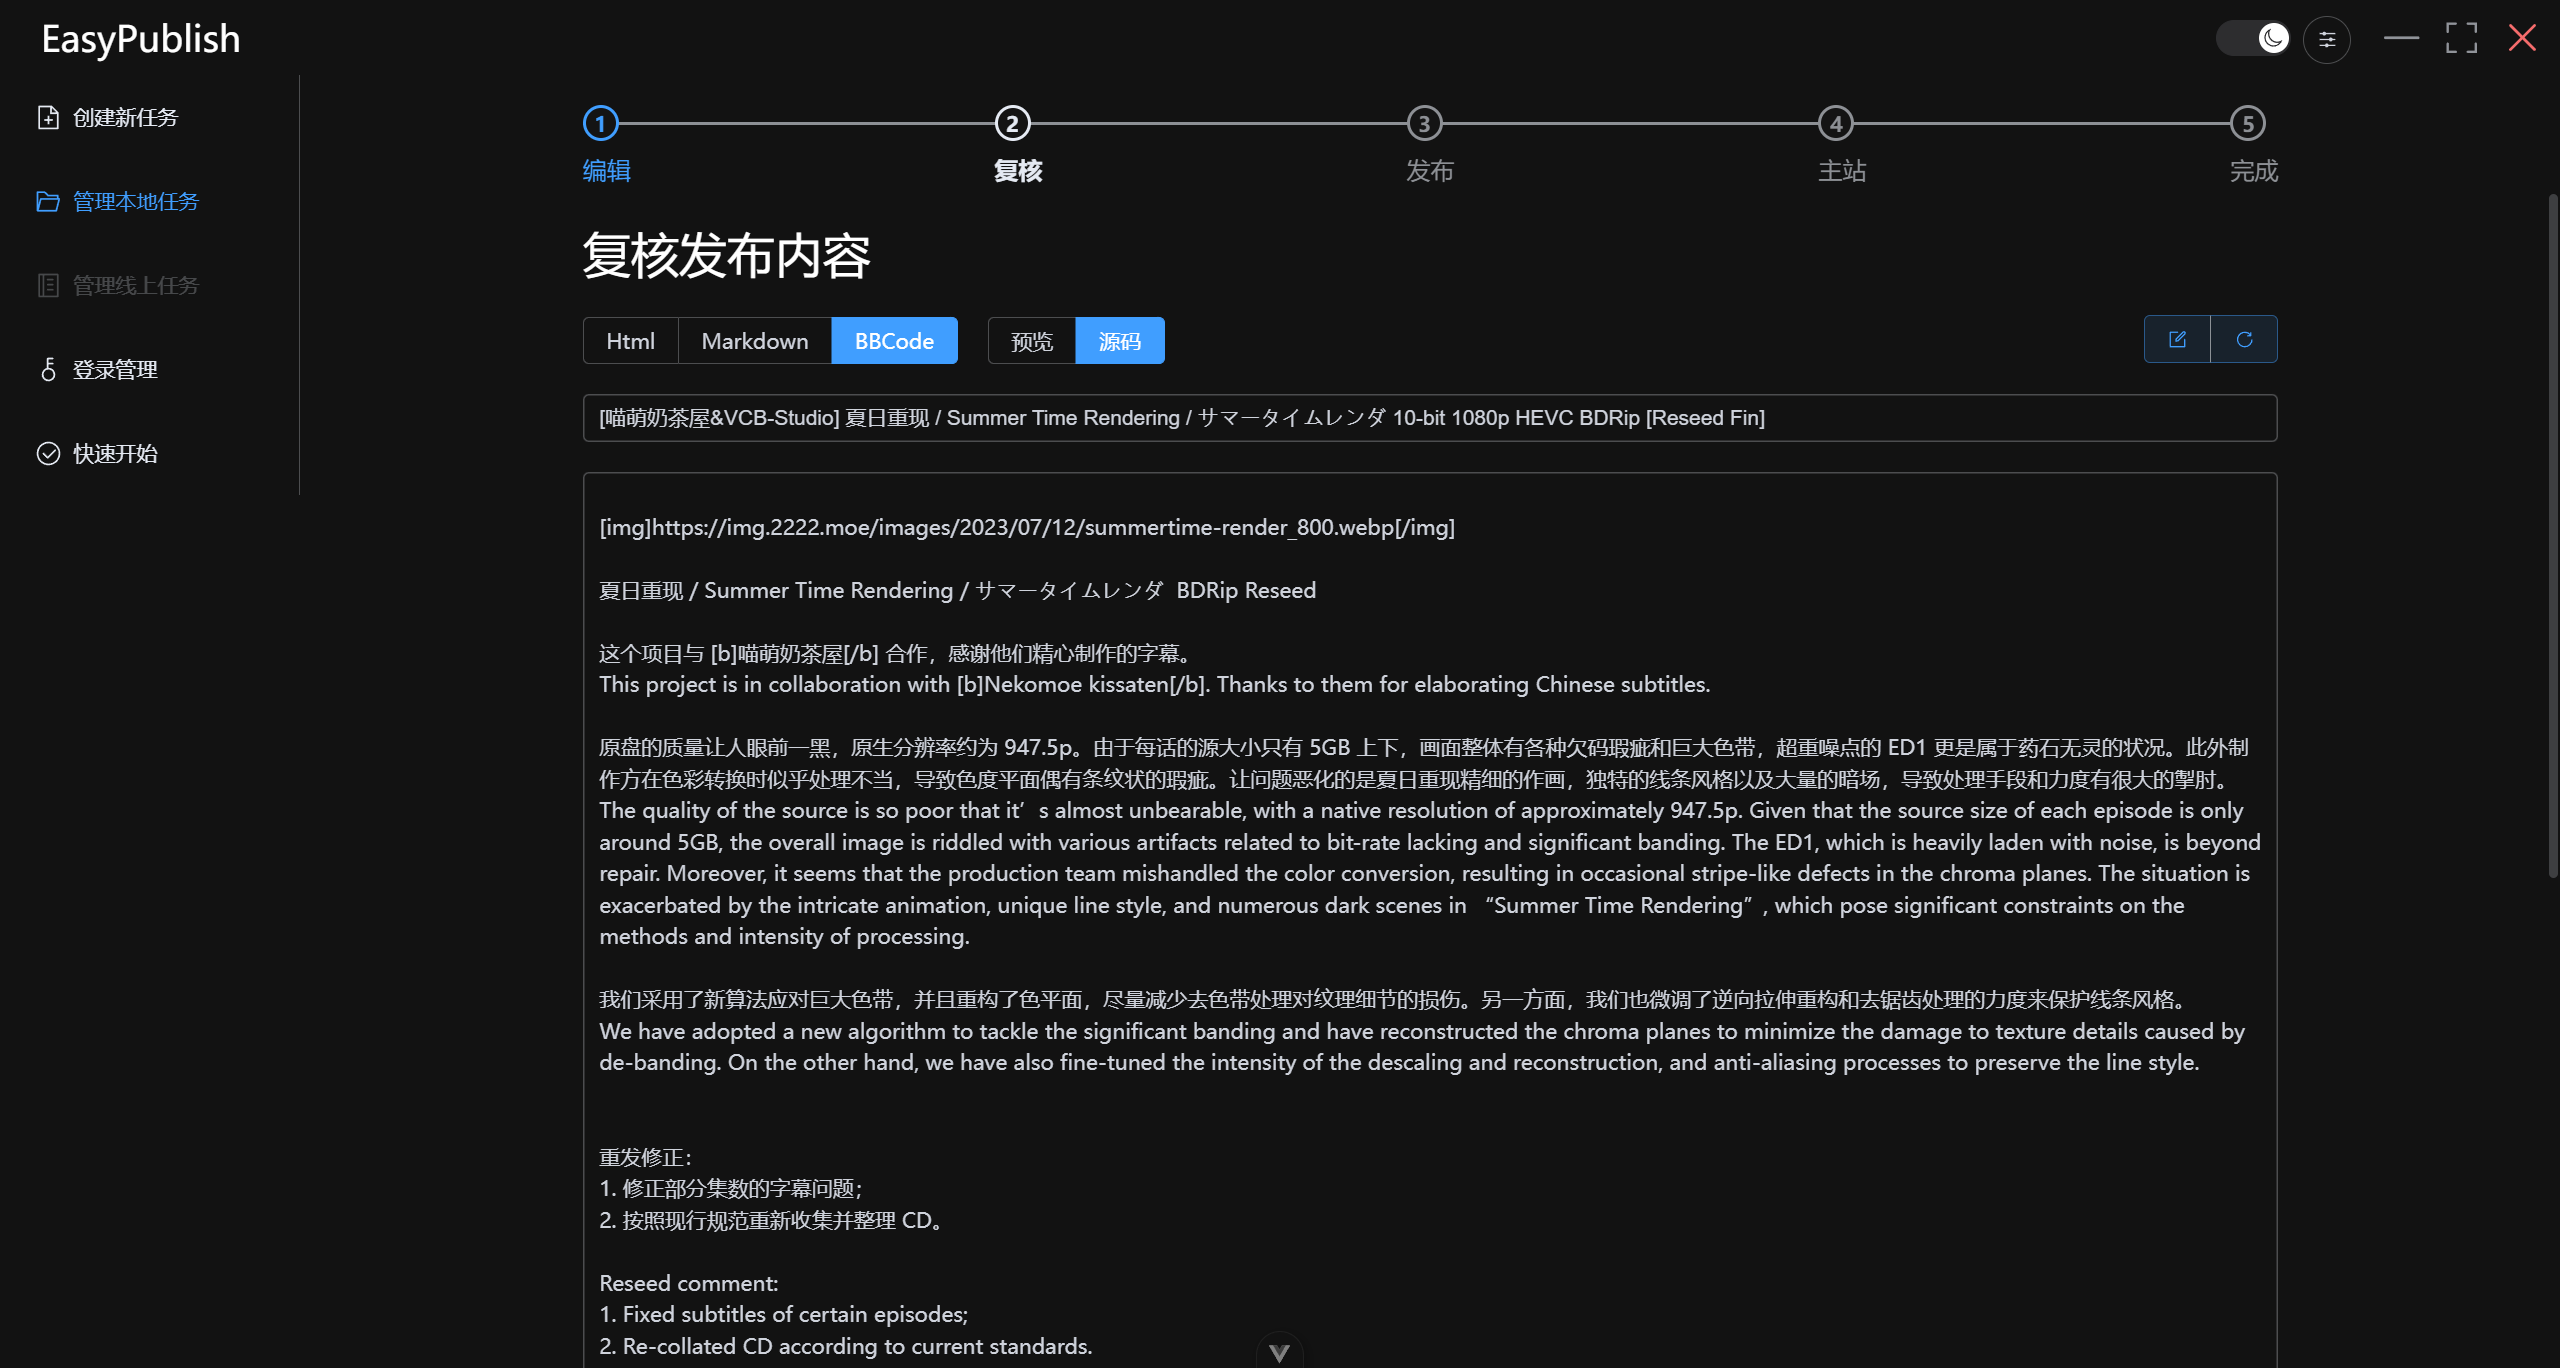 EasyPublish
创建新任务
管理本地任务
管理线上任务
登录管理
快速开始
1
2
3
4
5
编辑
复核
发布
主站
完成
复核发布内容
Html
Markdown
BBCode
预览
源码
[喵萌奶茶屋&VCB-Studio] 夏日重现 / Summer Time Rendering / サマータイムレンダ 10-bit 1080p HEVC BDRip [Reseed Fin]
[img]https://img.2222.moe/images/2023/07/12/summertime-render_800.webp[/img]
夏日重现 / Summer Time Rendering / サマータイムレンダ  BDRip Reseed
这个项目与 [b]喵萌奶茶屋[/b] 合作，感谢他们精心制作的字幕。
This project is in collaboration with [b]Nekomoe kissaten[/b]. Thanks to them for elaborating Chinese subtitles.
原盘的质量让人眼前一黑，原生分辨率约为 947.5p。由于每话的源大小只有 5GB 上下，画面整体有各种欠码瑕疵和巨大色带，超重噪点的 ED1 更是属于药石无灵的状况。此外制
作方在色彩转换时似乎处理不当，导致色度平面偶有条纹状的瑕疵。让问题恶化的是夏日重现精细的作画，独特的线条风格以及大量的暗场，导致处理手段和力度有很大的掣肘。
The quality of the source is so poor that it’s almost unbearable, with a native resolution of approximately 947.5p. Given that the source size of each episode is only
around 5GB, the overall image is riddled with various artifacts related to bit-rate lacking and significant banding. The ED1, which is heavily laden with noise, is beyond
repair. Moreover, it seems that the production team mishandled the color conversion, resulting in occasional stripe-like defects in the chroma planes. The situation is
exacerbated by the intricate animation, unique line style, and numerous dark scenes in “Summer Time Rendering”, which pose significant constraints on the
methods and intensity of processing.
我们采用了新算法应对巨大色带，并且重构了色平面，尽量减少去色带处理对纹理细节的损伤。另一方面，我们也微调了逆向拉伸重构和去锯齿处理的力度来保护线条风格。
We have adopted a new algorithm to tackle the significant banding and have reconstructed the chroma planes to minimize the damage to texture details caused by
de-banding. On the other hand, we have also fine-tuned the intensity of the descaling and reconstruction, and anti-aliasing processes to preserve the line style.
重发修正：
1. 修正部分集数的字幕问题；
2. 按照现行规范重新收集并整理 CD。
Reseed comment:
1. Fixed subtitles of certain episodes;
2. Re-collated CD according to current standards.